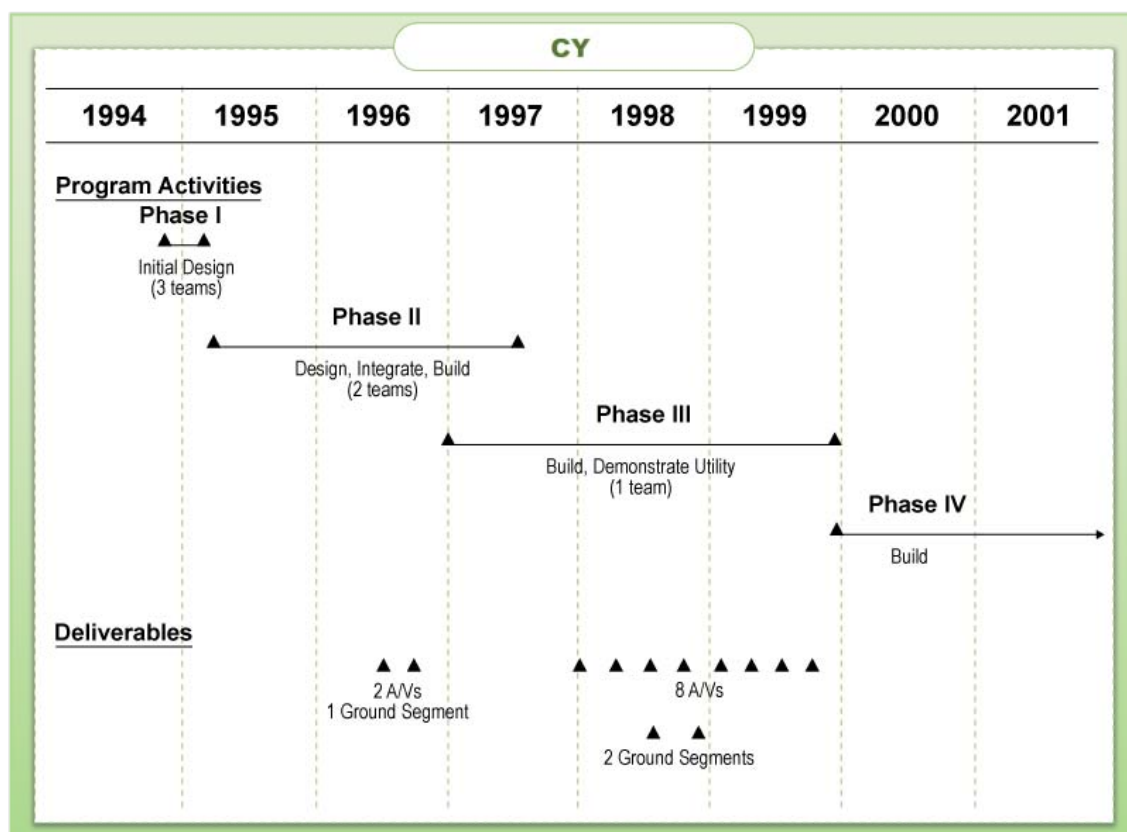 CY
1994 1995 1996 1997 1998 1999 2000 2001
Program Activities
Phase I
Initial Design
(3 teams)
Phase II
Design, Integrate, Build
(2 teams)
Phase III
Build, Demonstrate Utility
(1 team)
Phase IV
Build
Deliverables
2 A/Vs
1 Ground Segment
8 A/Vs
2 Ground Segments